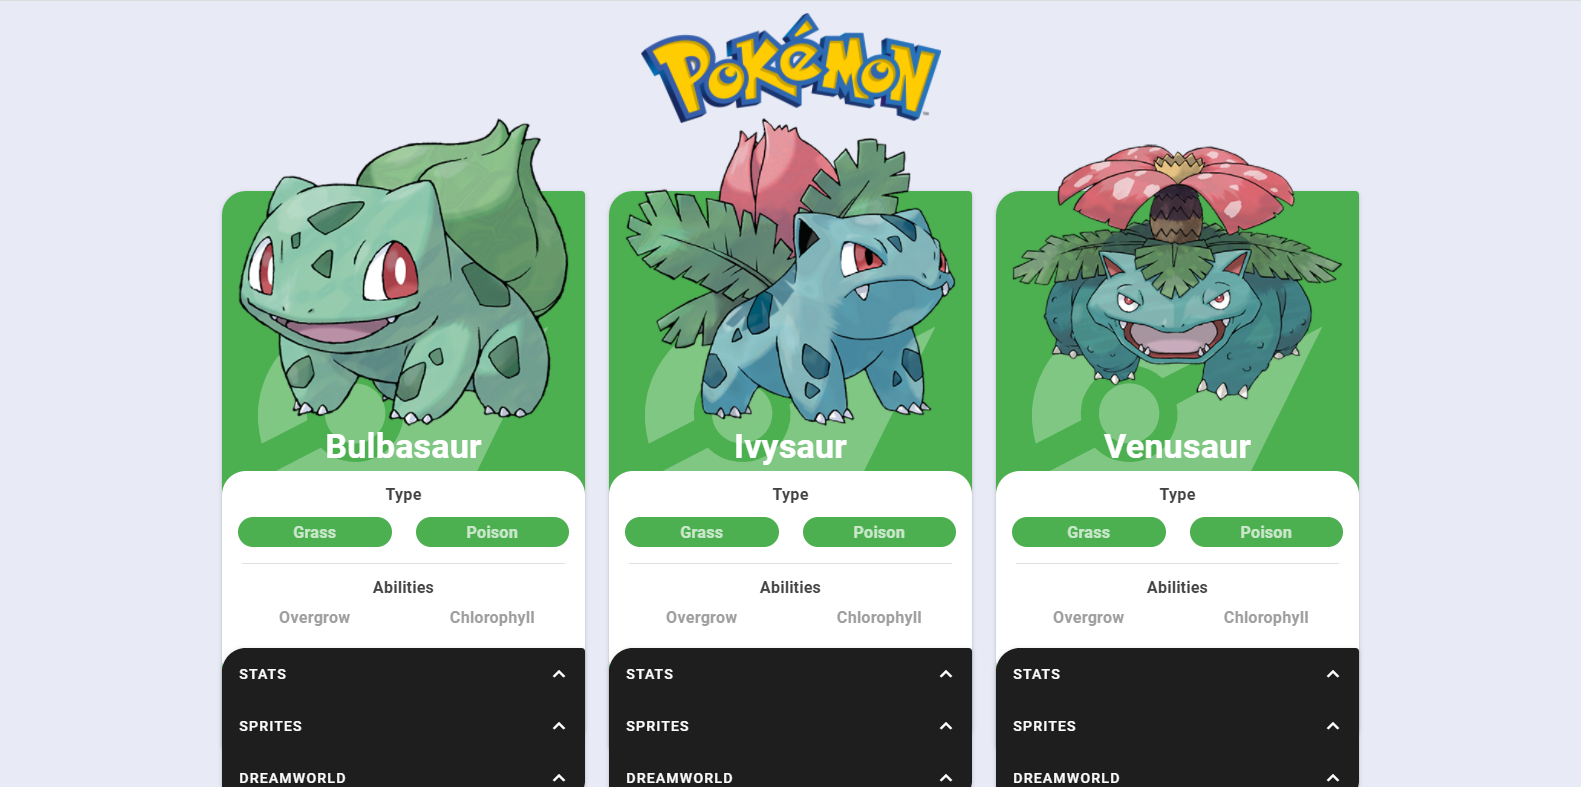 POKéMON
™
Bulbasaur
Type
Grass Poison
Abilities
Overgrow Chlorophyll
STATS
SPRITES
DREAMWORLD
Ivysaur
Type
Grass Poison
Abilities
Overgrow Chlorophyll
STATS
SPRITES
DREAMWORLD
Venusaur
Type
Grass Poison
Abilities
Overgrow Chlorophyll
STATS
SPRITES
DREAMWORLD